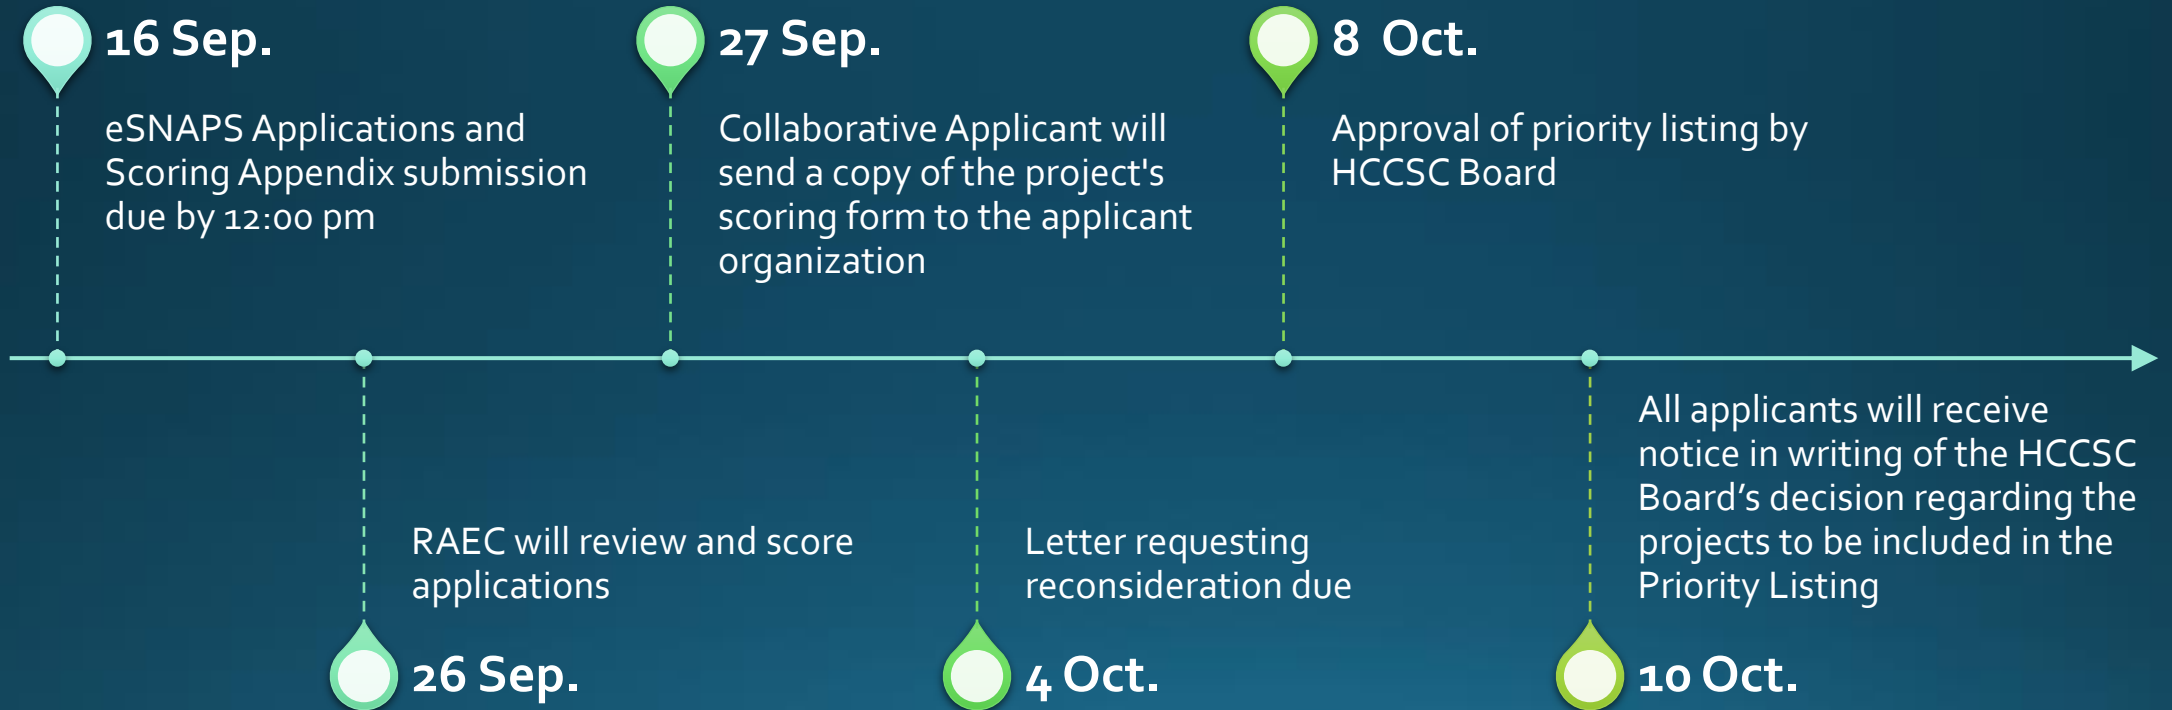 16 Sep.
eSNAPS Applications and
Scoring Appendix submission
due by 12:00 pm
26 Sep.
RAEC will review and score
applications
27 Sep.
Collaborative Applicant will
send a copy of the project's
scoring form to the applicant
organization
4 Oct.
Letter requesting
reconsideration due
8 Oct.
Approval of priority listing by
HCCSC Board
10 Oct.
All applicants will receive
notice in writing of the HCCSC
Board’s decision regarding the
projects to be included in the
Priority Listing